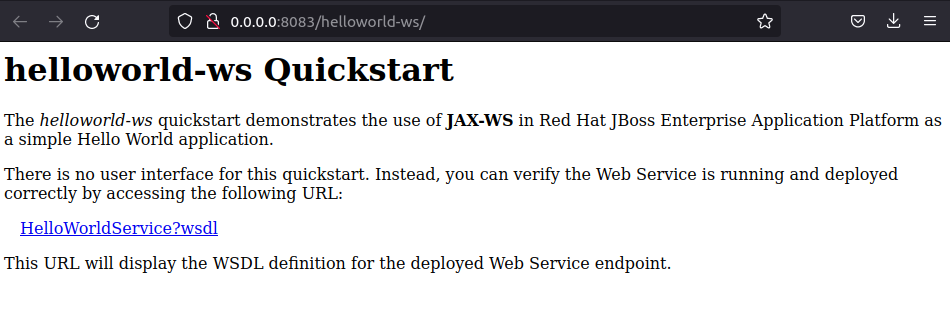 0.0.0.0:8083/helloworld-ws/
helloworld-ws Quickstart
The helloworld-ws quickstart demonstrates the use of JAX-WS in Red Hat JBoss Enterprise Application Platform as
a simple Hello World application.
There is no user interface for this quickstart. Instead, you can verify the Web Service is running and deployed
correctly by accessing the following URL:
HelloWorldService?wsdl
This URL will display the WSDL definition for the deployed Web Service endpoint.